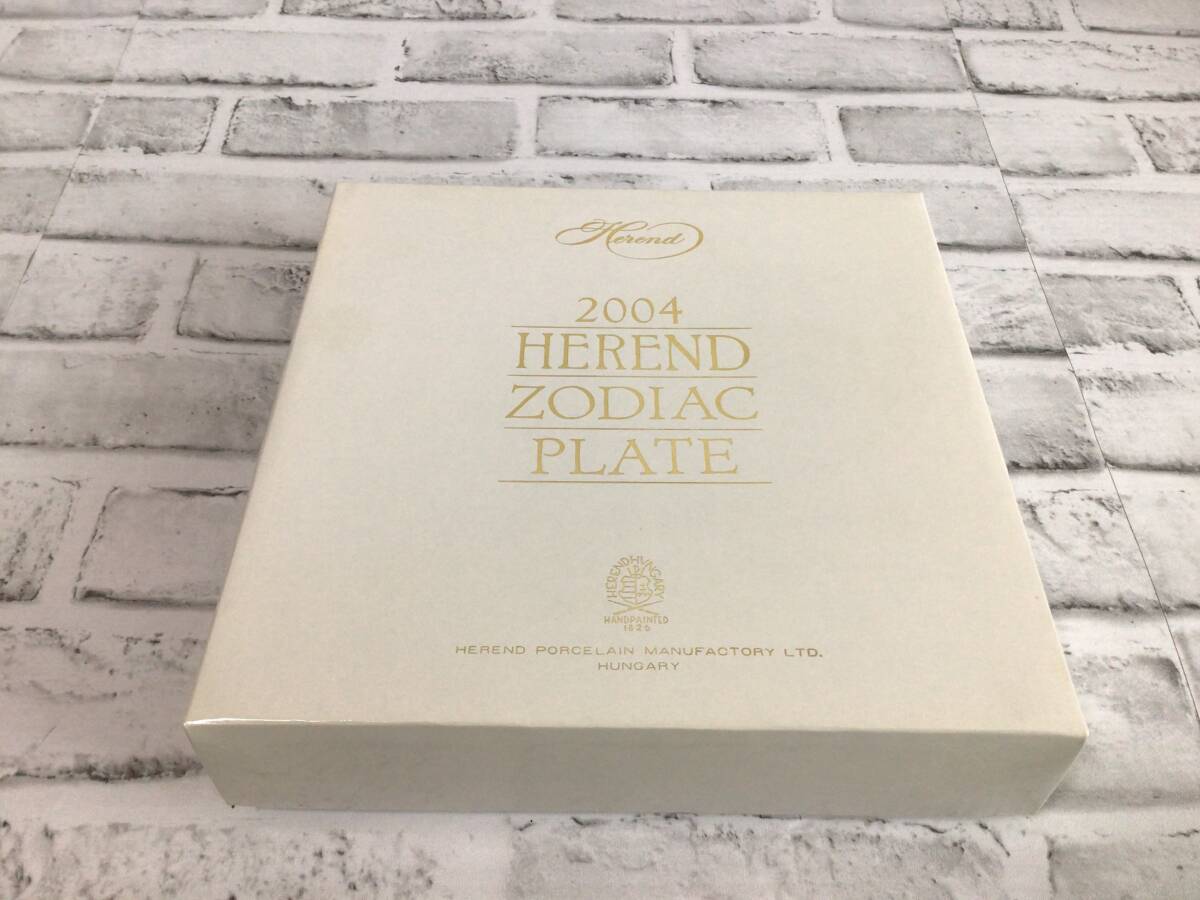 Herend
2004
HEREND
ZODIAC
PLATE
HEREND HUNGARY
HANDPAINTED
1826
HEREND PORCELAIN MANUFACTORY LTD.
HUNGARY